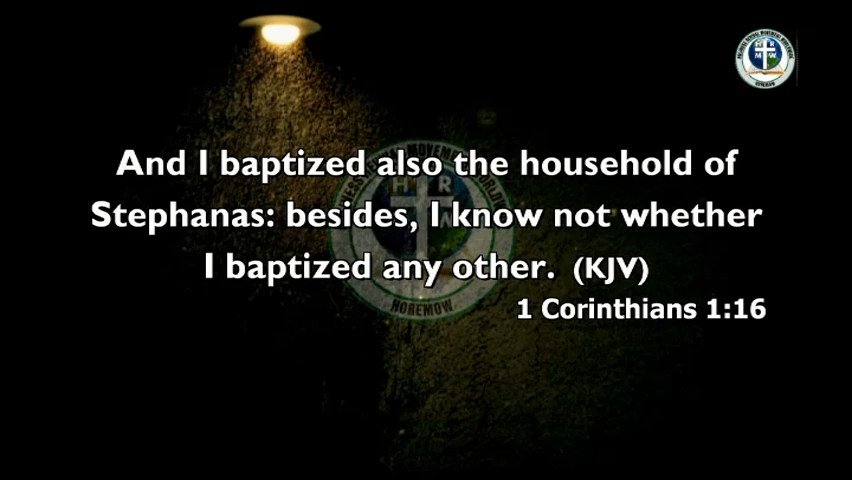 And I baptized also the household of
Stephanas: besides, I know not whether
I baptized any other. (KJV)
1 Corinthians 1:16
H R
M W
HOREMOW